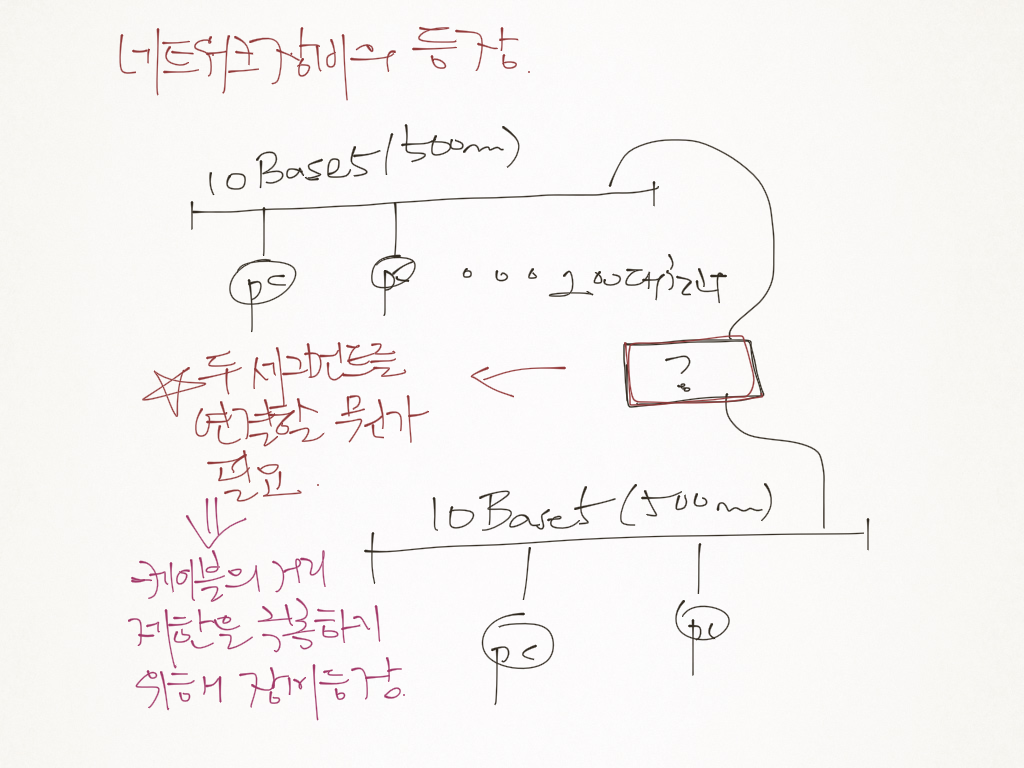 네트워크장비의 등장.
10Base5(500m)
pc
pc
200대
?
☆ 두 세그먼트를
연결할 무언가
필요.
10Base5(500m)
케이블의 거리
제한을 극복하기
위해서 장비등장.
pc
pc